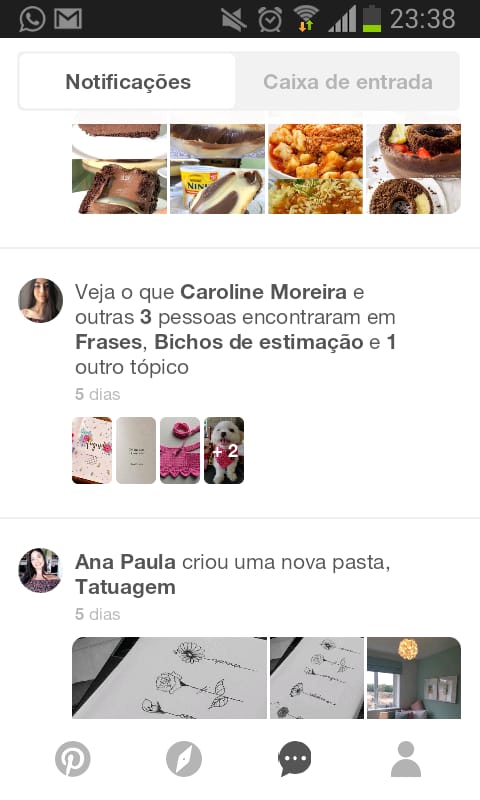 23:38
Notificações
Caixa de entrada
NIN
Veja o que Caroline Moreira e
outras 3 pessoas encontraram em
Frases, Bichos de estimação e 1
outro tópico
5 dias
+ 2
Ana Paula criou uma nova pasta,
Tatuagem
5 dias